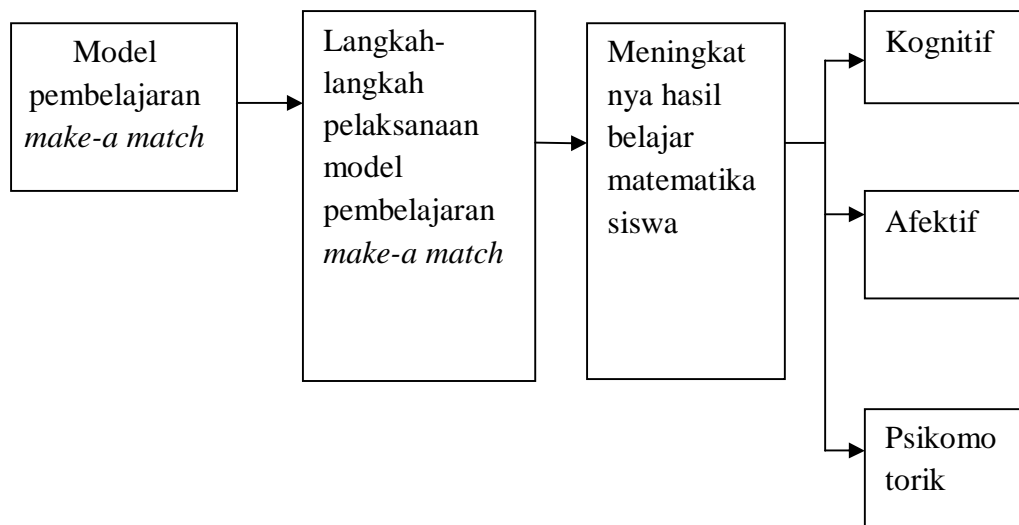 Model
pembelajaran
make-a match
Langkah-
langkah
pelaksanaan
model
pembelajaran
make-a match
Meningkat
nya hasil
belajar
matematika
siswa
Kognitif
Afektif
Psikomo
torik